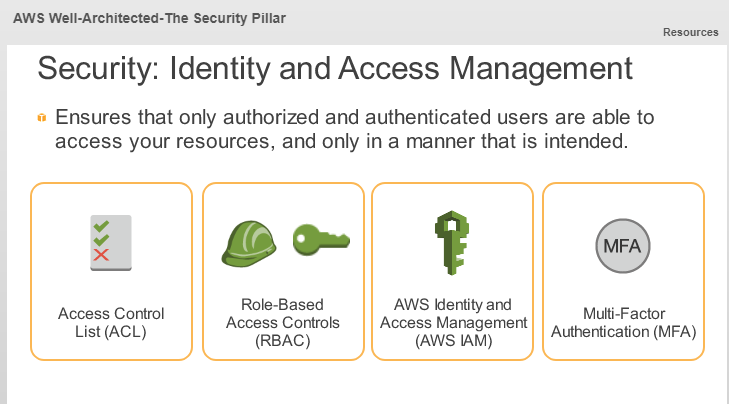 AWS Well-Architected-The Security Pillar
Resources
Security: Identity and Access Management
Ensures that only authorized and authenticated users are able to
access your resources, and only in a manner that is intended.
Access Control
List (ACL)
Role-Based
Access Controls
(RBAC)
AWS Identity and
Access Management
(AWS IAM)
MFA
Multi-Factor
Authentication (MFA)